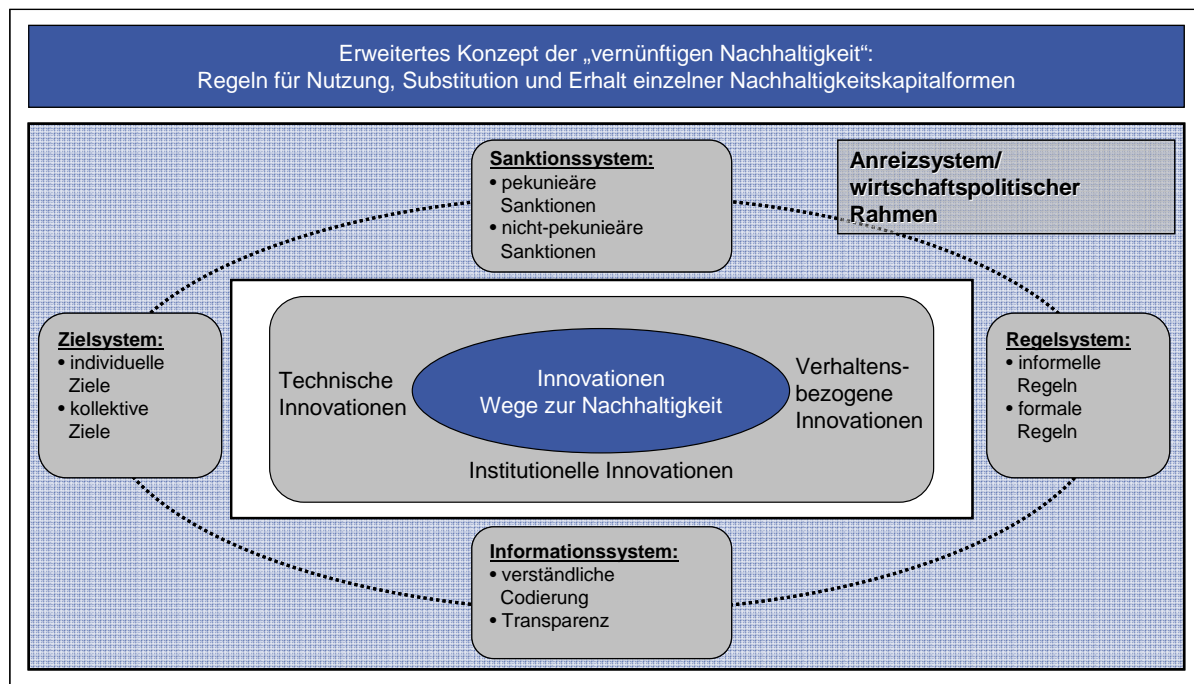 Erweitertes Konzept der „vernünftigen Nachhaltigkeit“:
Regeln für Nutzung, Substitution und Erhalt einzelner Nachhaltigkeitskapitalformen
Sanktionssystem:
• pekunieäre
Sanktionen
• nicht-pekunieäre
Sanktionen
Anreizsystem/
wirtschaftspolitischer
Rahmen
Zielsystem:
• individuelle
Ziele
• kollektive
Ziele
Technische
Innovationen
Innovationen
Wege zur Nachhaltigkeit
Verhaltens-
bezogene
Innovationen
Institutionelle Innovationen
Regelsystem:
• informelle
Regeln
• formale
Regeln
Informationssystem:
• verständliche
Codierung
• Transparenz